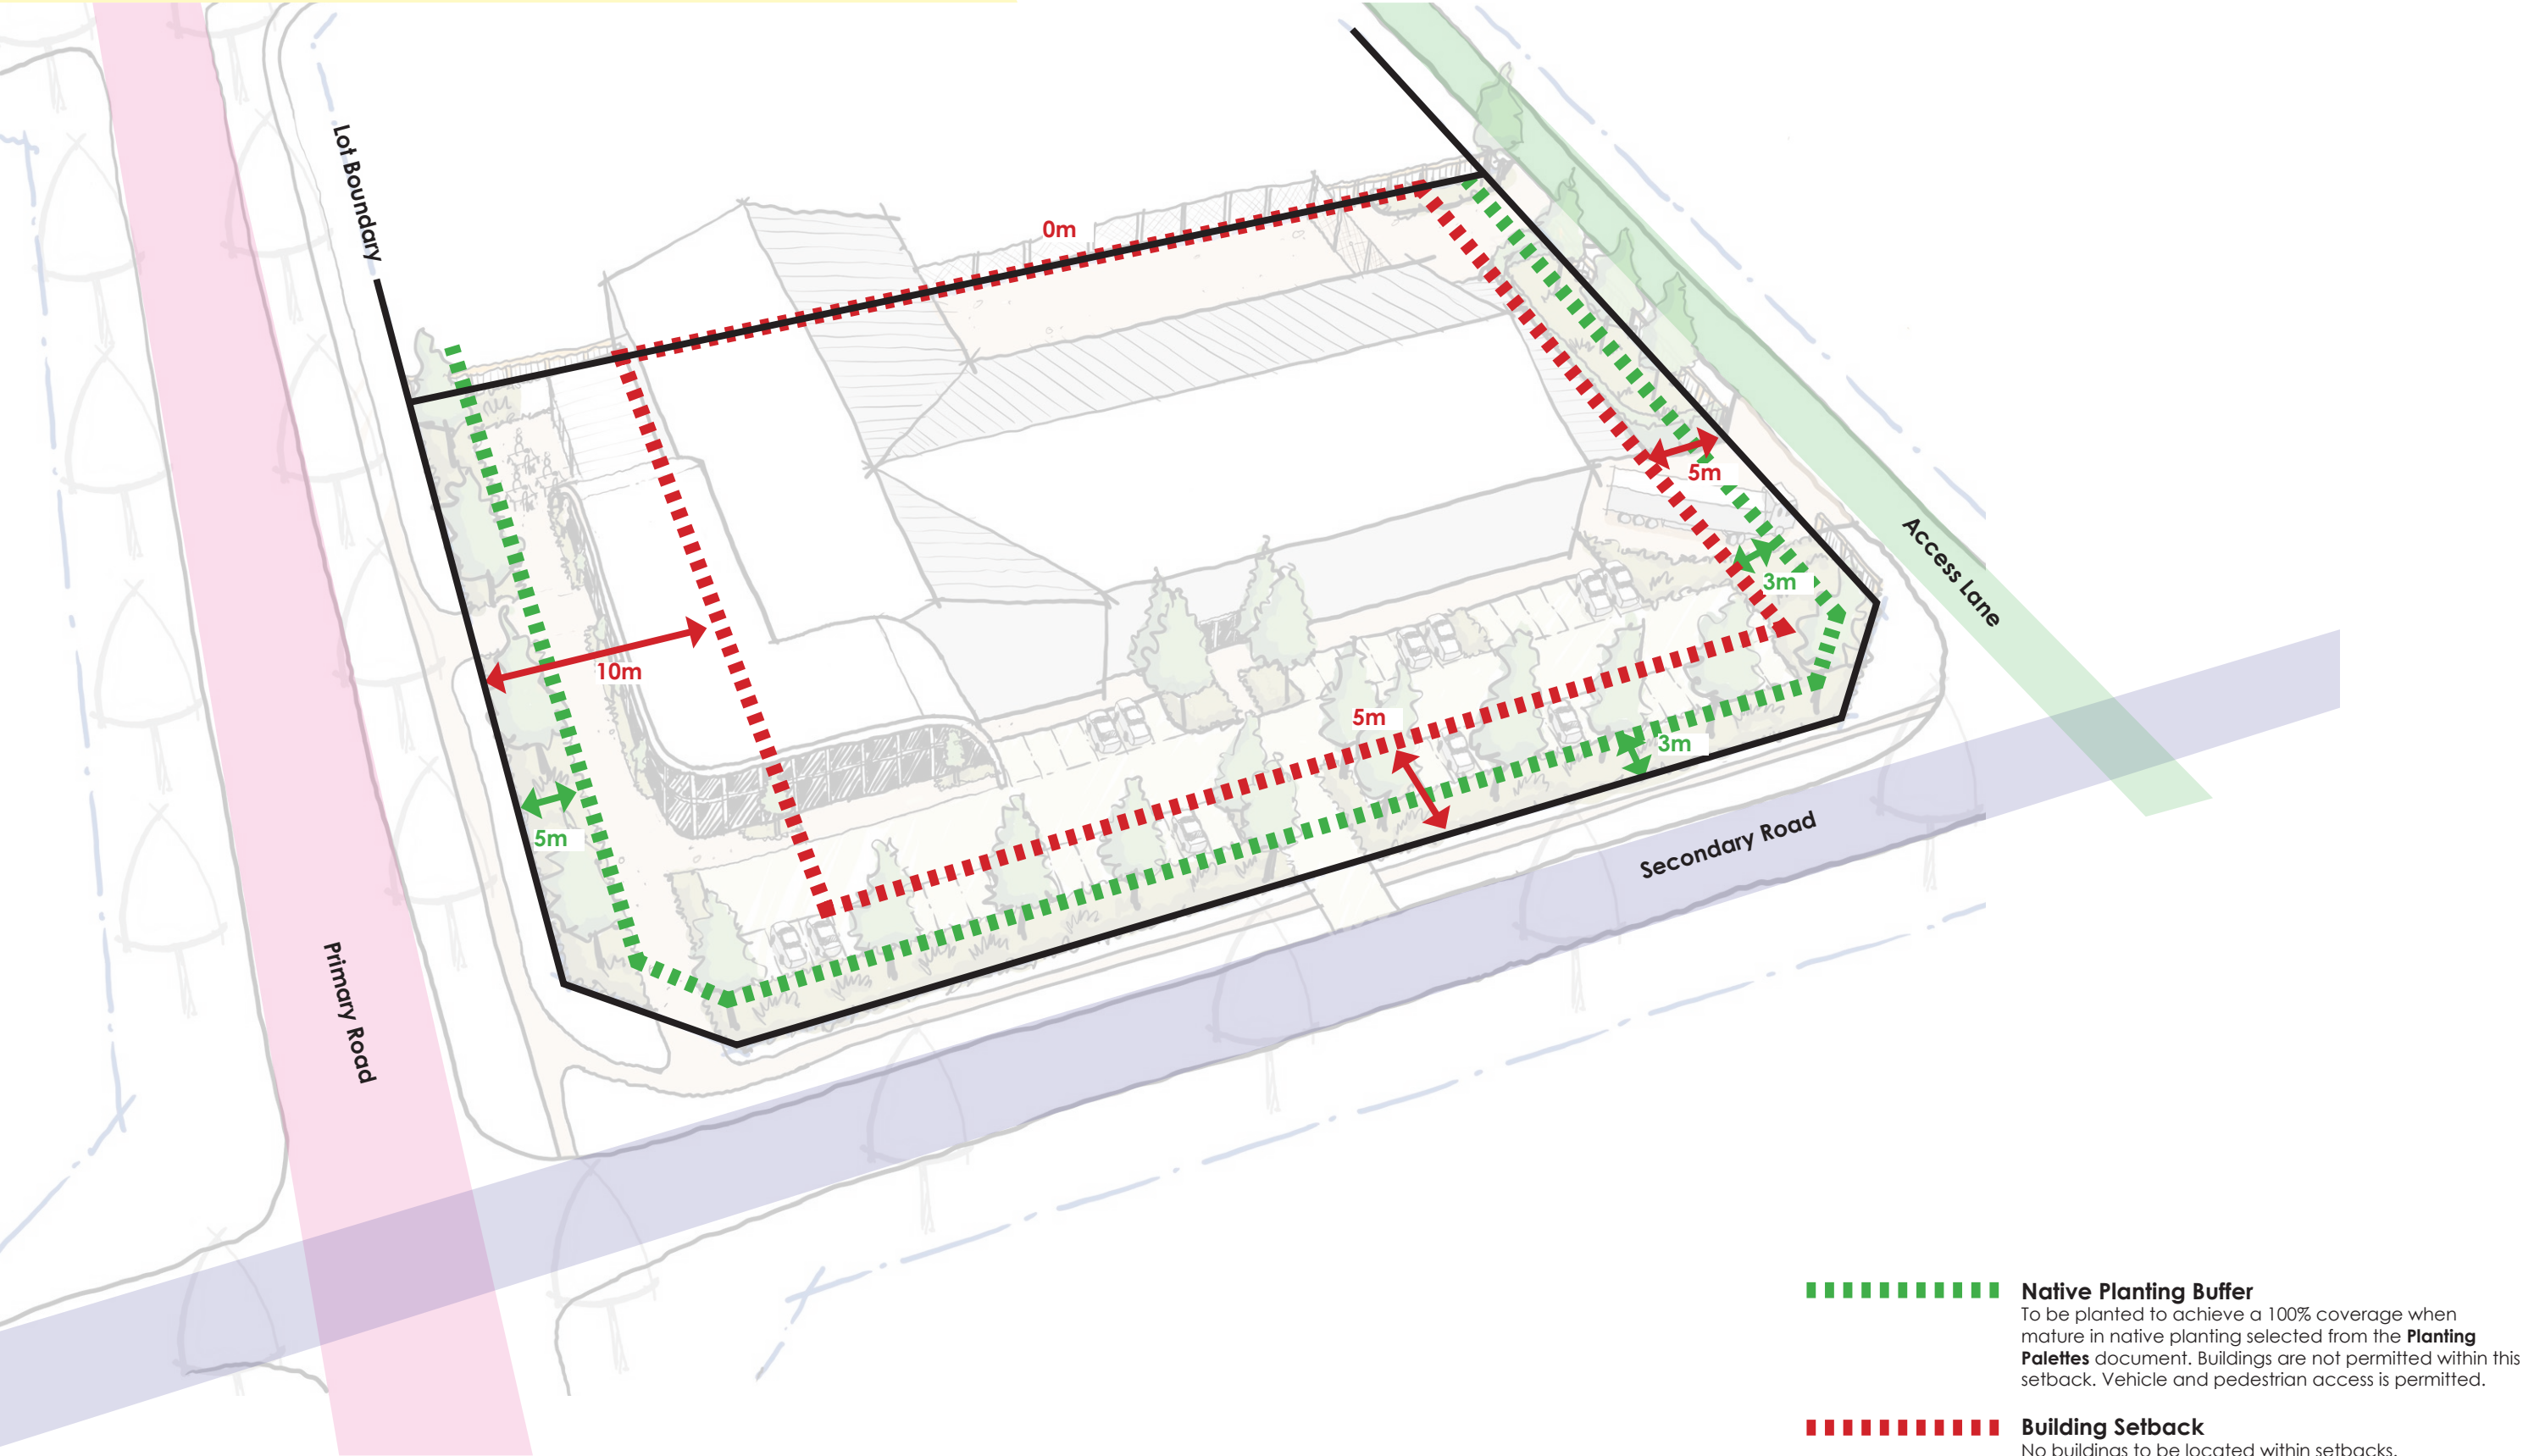 Lot Boundary
0m
5m
Access Lane
3m
10m
5m
3m
5m
Secondary Road
Primary Road
Native Planting Buffer
To be planted to achieve a 100% coverage when
mature in native planting selected from the Planting
Palettes document. Buildings are not permitted within this
setback. Vehicle and pedestrian access is permitted.
Building Setback
No buildings to be located within setbacks.